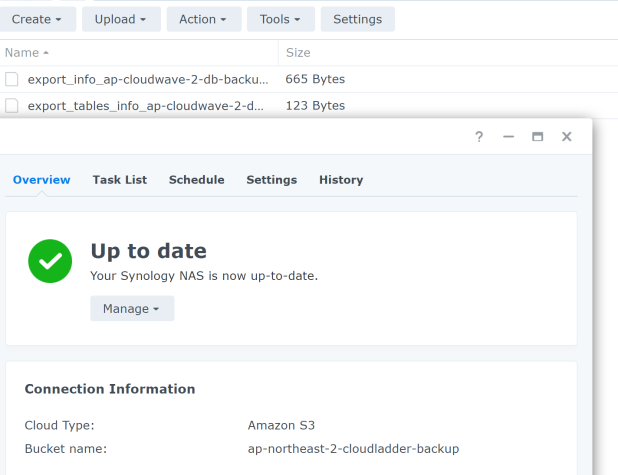 Create Upload Action Tools Settings
Name Size
export_info_ap-cloudwave-2-db-backu... 665 Bytes
export_tables_info_ap-cloudwave-2-d... 123 Bytes
?
Overview Task List Schedule Settings History
Up to date
Your Synology NAS is now up-to-date.
Manage
Connection Information
Cloud Type: Amazon S3
Bucket name: ap-northeast-2-cloudladder-backup